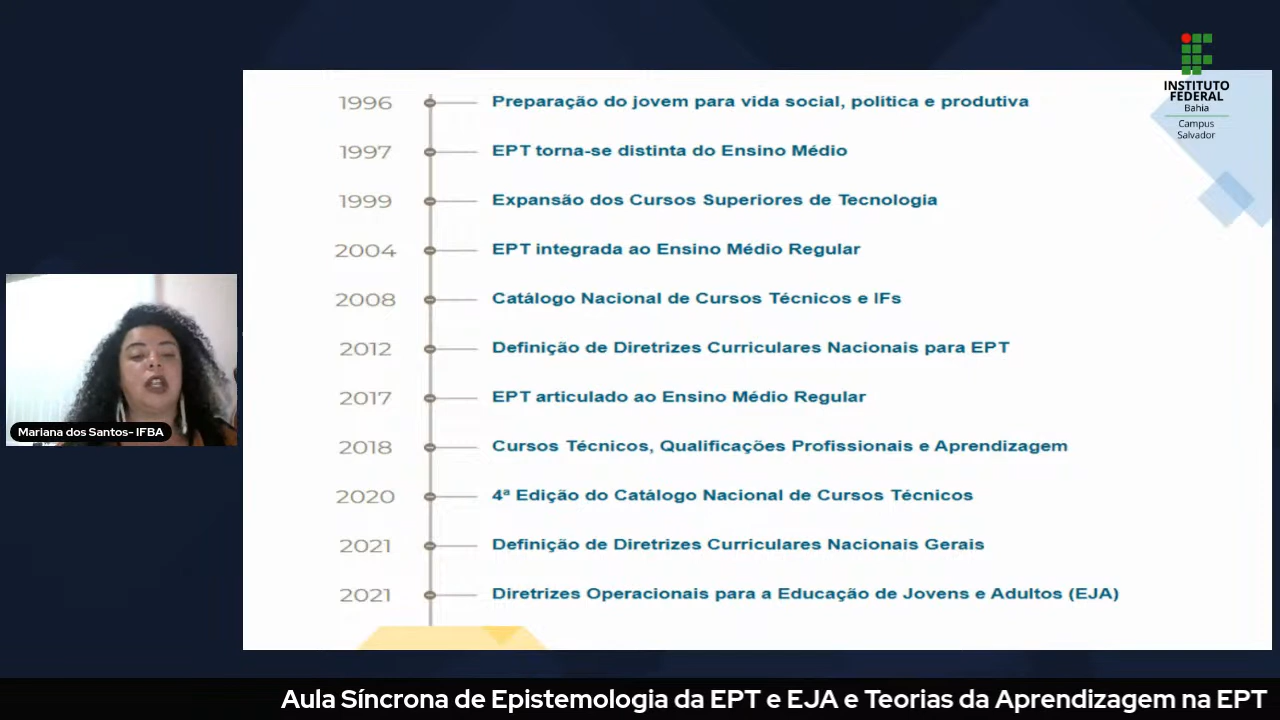 INSTITUTO
FEDERAL
Bahia
Campus
Salvador
1996 Preparação do jovem para vida social, política e produtiva
1997 EPT torna-se distinta do Ensino Médio
1999 Expansão dos Cursos Superiores de Tecnologia
2004 EPT integrada ao Ensino Médio Regular
2008 Catálogo Nacional de Cursos Técnicos e IFs
2012 Definição de Diretrizes Curriculares Nacionais para EPT
2017 EPT articulado ao Ensino Médio Regular
2018 Cursos Técnicos, Qualificações Profissionais e Aprendizagem
2020 4ª Edição do Catálogo Nacional de Cursos Técnicos
2021 Definição de Diretrizes Curriculares Nacionais Gerais
2021 Diretrizes Operacionais para a Educação de Jovens e Adultos (EJA)
Mariana dos Santos- IFBA
Aula Síncrona de Epistemologia da EPT e EJA e Teorias da Aprendizagem na EPT